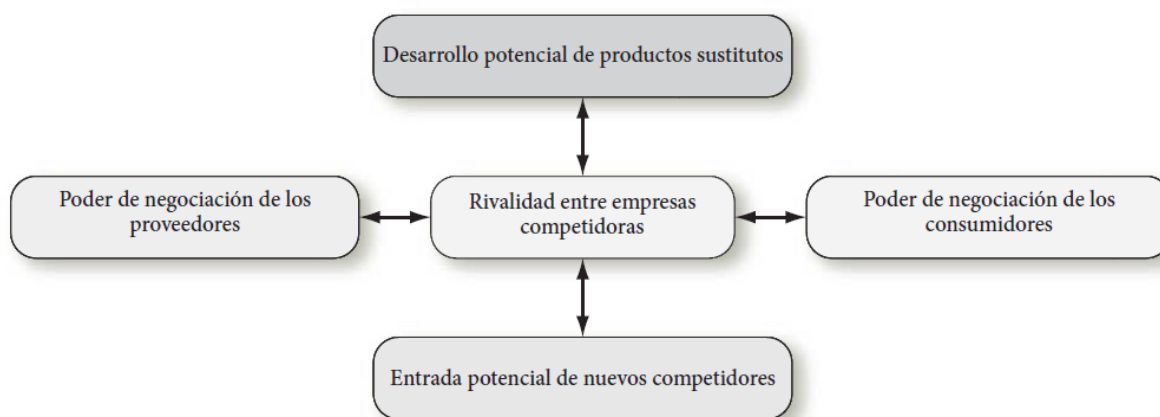 Desarrollo potencial de productos sustitutos
Poder de negociación de los
proveedores
Rivalidad entre empresas
competidoras
Poder de negociación de los
consumidores
Entrada potencial de nuevos competidores